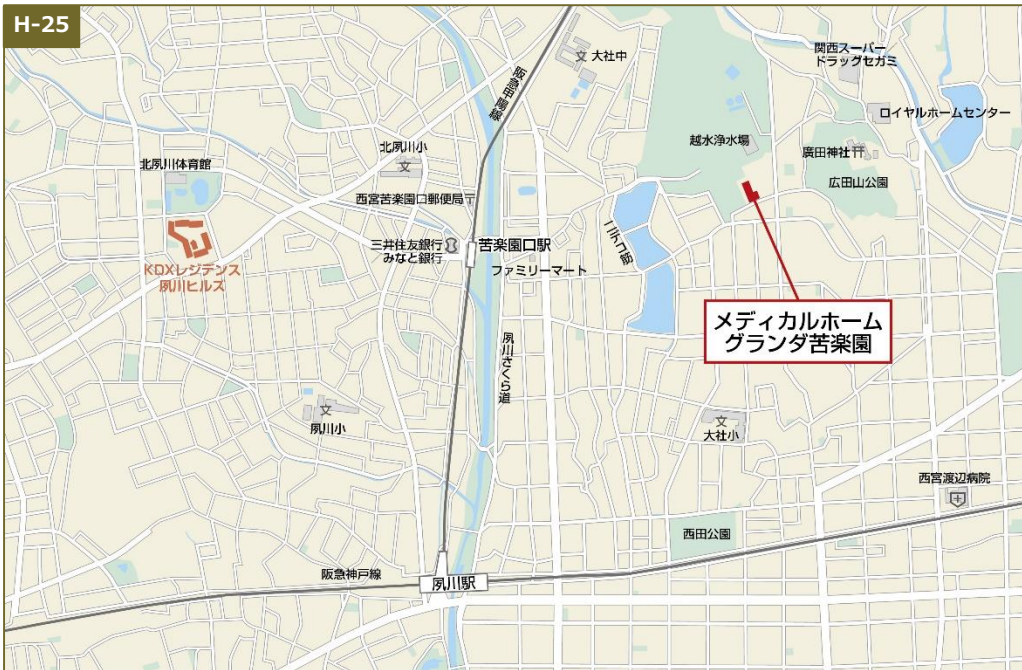 H-25
関西スーパー
ドラッグセガミ
大社中
阪急甲陽線
ロイヤルホームセンター
越水浄水場
北夙川小
廣田神社
北夙川体育館
広田山公園
西宮苦楽園口郵便局
ニテコ筋
三井住友銀行
みなと銀行
苦楽園口駅
ファミリーマート
KDXレジデンス
夙川ヒルズ
メディカルホーム
グランダ苦楽園
夙川さくら道
文
夙川小
文
大社小
西宮渡辺病院
西田公園
阪急神戸線
夙川駅